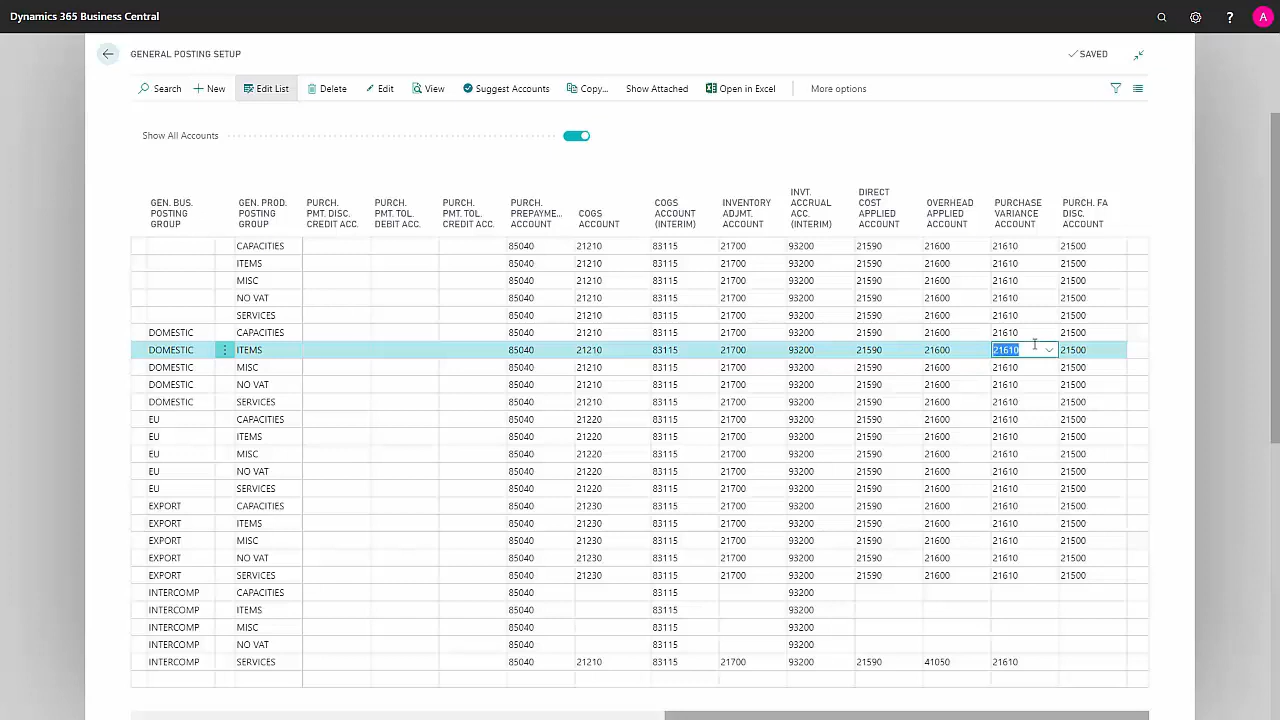 Dynamics 365 Business Central
? A
GENERAL POSTING SETUP
SAVED
Search + New Edit List Delete Edit View Suggest Accounts Copy... Show Attached Open in Excel More options
Show All Accounts
GEN. BUS. POSTING GROUP GEN. PROD. POSTING GROUP PURCH. PMT. DISC. CREDIT ACC. PURCH. PMT. TOL. DEBIT ACC. PURCH. PMT. TOL. CREDIT ACC. PURCH. PREPAYME... ACCOUNT COGS ACCOUNT COGS ACCOUNT (INTERIM) INVENTORY ADJMT. ACCOUNT INVT. ACCRUAL ACC. (INTERIM) DIRECT COST APPLIED ACCOUNT OVERHEAD APPLIED ACCOUNT PURCHASE VARIANCE ACCOUNT PURCH. FA DISC. ACCOUNT
CAPACITIES 85040 21210 83115 21700 93200 21590 21600 21610 21500
ITEMS 85040 21210 83115 21700 93200 21590 21600 21610 21500
MISC 85040 21210 83115 21700 93200 21590 21600 21610 21500
NO VAT 85040 21210 83115 21700 93200 21590 21600 21610 21500
SERVICES 85040 21210 83115 21700 93200 21590 21600 21610 21500
DOMESTIC CAPACITIES 85040 21210 83115 21700 93200 21590 21600 21610 21500
DOMESTIC ITEMS 85040 21210 83115 21700 93200 21590 21600 21610 21500
DOMESTIC MISC 85040 21210 83115 21700 93200 21590 21600 21610 21500
DOMESTIC NO VAT 85040 21210 83115 21700 93200 21590 21600 21610 21500
DOMESTIC SERVICES 85040 21210 83115 21700 93200 21590 21600 21610 21500
EU CAPACITIES 85040 21220 83115 21700 93200 21590 21600 21610 21500
EU ITEMS 85040 21220 83115 21700 93200 21590 21600 21610 21500
EU MISC 85040 21220 83115 21700 93200 21590 21600 21610 21500
EU NO VAT 85040 21220 83115 21700 93200 21590 21600 21610 21500
EU SERVICES 85040 21220 83115 21700 93200 21590 21600 21610 21500
EXPORT CAPACITIES 85040 21230 83115 21700 93200 21590 21600 21610 21500
EXPORT ITEMS 85040 21230 83115 21700 93200 21590 21600 21610 21500
EXPORT MISC 85040 21230 83115 21700 93200 21590 21600 21610 21500
EXPORT NO VAT 85040 21230 83115 21700 93200 21590 21600 21610 21500
EXPORT SERVICES 85040 21230 83115 21700 93200 21590 21600 21610 21500
INTERCOMP CAPACITIES 85040 83115 93200
INTERCOMP ITEMS 85040 83115 93200
INTERCOMP MISC 85040 83115 93200
INTERCOMP NO VAT 85040 83115 93200
INTERCOMP SERVICES 85040 21210 83115 21700 93200 21590 41050 21610